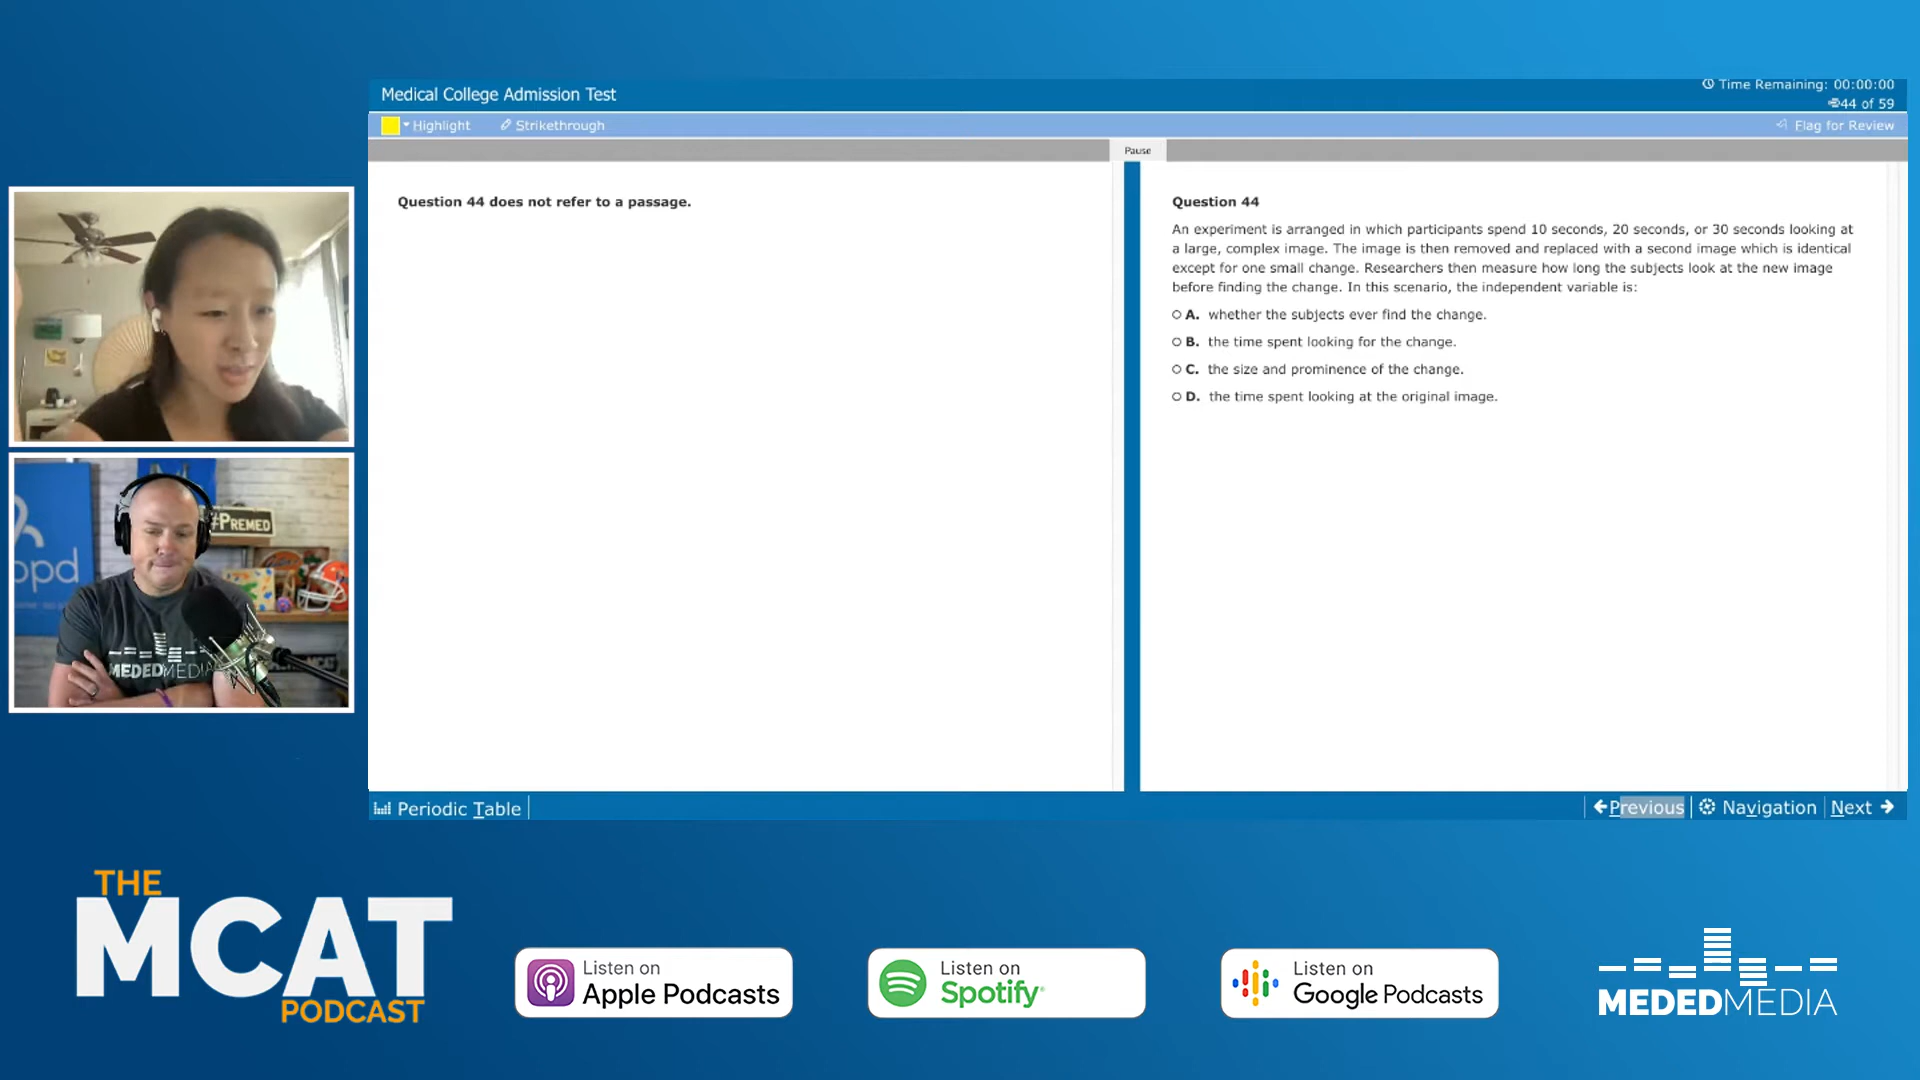 Medical College Admission Test
Time Remaining: 00:00:00
44 of 59
Highlight
Strikethrough
Flag for Review
Pause
Question 44 does not refer to a passage.
Question 44
An experiment is arranged in which participants spend 10 seconds, 20 seconds, or 30 seconds looking at
a large, complex image. The image is then removed and replaced with a second image which is identical
except for one small change. Researchers then measure how long the subjects look at the new image
before finding the change. In this scenario, the independent variable is:
A. whether the subjects ever find the change.
B. the time spent looking for the change.
C. the size and prominence of the change.
D. the time spent looking at the original image.
#PREMED
ppd
MEDEDMEDIA
Periodic Table
Previous
Navigation
Next
THE
MCAT
PODCAST
Listen on
Apple Podcasts
Listen on
Spotify
Listen on
Google Podcasts
MEDEDMEDIA